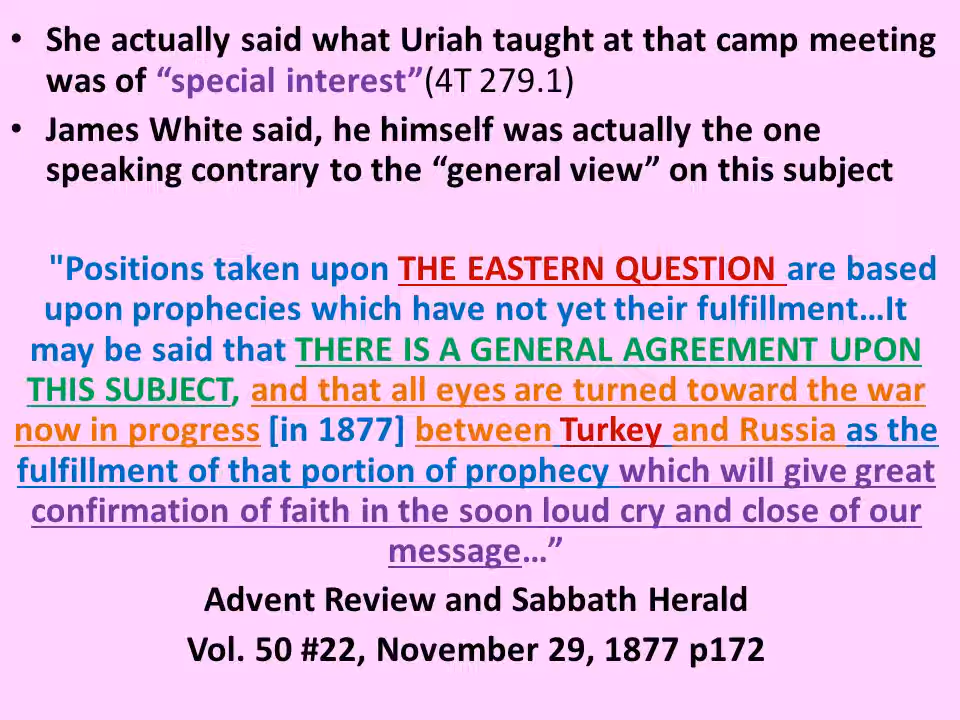 • She actually said what Uriah taught at that camp meeting
was of “special interest”(4T 279.1)
• James White said, he himself was actually the one
speaking contrary to the “general view” on this subject
"Positions taken upon THE EASTERN QUESTION are based
upon prophecies which have not yet their fulfillment…It
may be said that THERE IS A GENERAL AGREEMENT UPON
THIS SUBJECT, and that all eyes are turned toward the war
now in progress [in 1877] between Turkey and Russia as the
fulfillment of that portion of prophecy which will give great
confirmation of faith in the soon loud cry and close of our
message…”
Advent Review and Sabbath Herald
Vol. 50 #22, November 29, 1877 p172